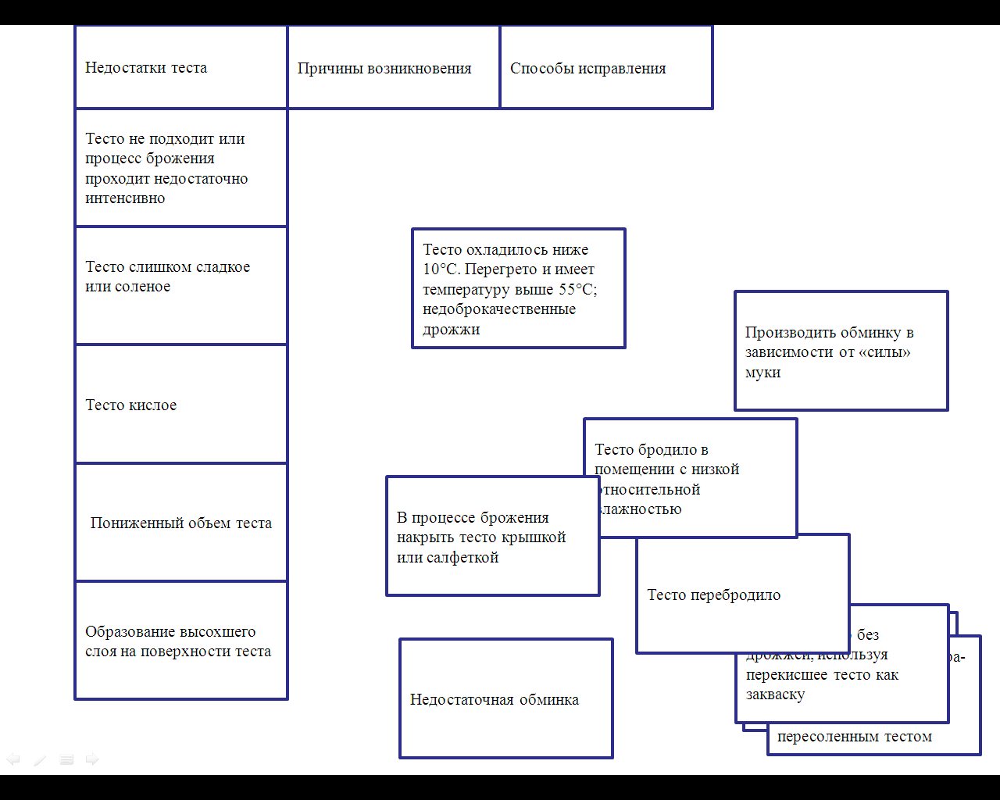 Недостатки теста
Причины возникновения
Способы исправления
Тесто не подходит или
процесс брожения
проходит недостаточно
интенсивно
Тесто слишком сладкое
или соленое
Тесто кислое
Пониженный объем теста
Образование высохшего
слоя на поверхности теста
Тесто охладилось ниже
10°С. Перегрето и имеет
температуру выше 55°С;
недоброкачественные
дрожжи
Производить обминку в
зависимости от «силы»
муки
Тесто бродило в
помещении с низкой
относительной
влажностью
В процессе брожения
накрыть тесто крышкой
или салфеткой
Тесто перебродило
без
дрожжей, используя
перекисшее тесто как
закваску
Недостаточная обминка
пересоленным тестом